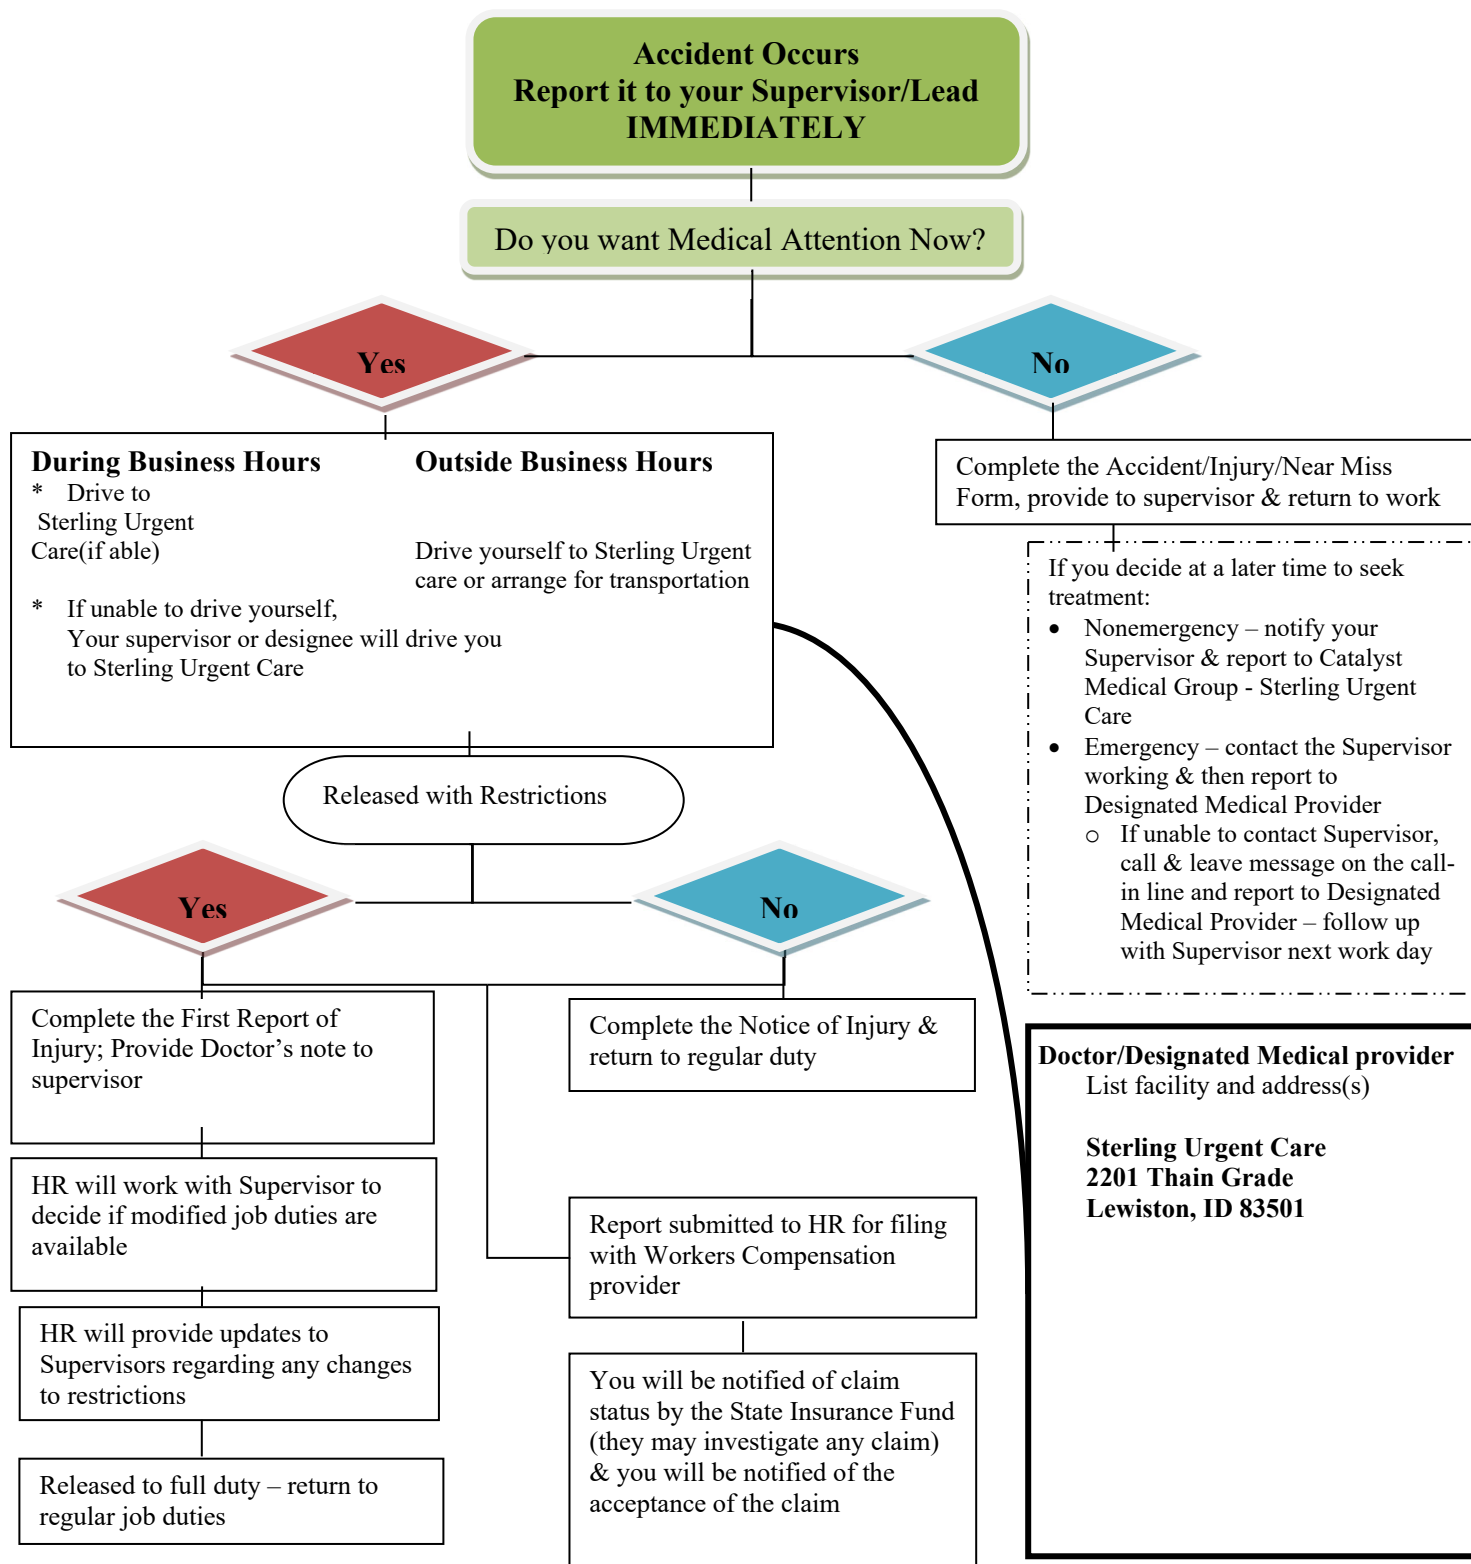 Accident Occurs
Report it to your Supervisor/Lead
IMMEDIATELY
Do you want Medical Attention Now?
Yes
No
During Business Hours
* Drive to
Sterling Urgent
Care(if able)
* If unable to drive yourself,
Your supervisor or designee will drive you
to Sterling Urgent Care
Outside Business Hours
Drive yourself to Sterling Urgent
care or arrange for transportation
Complete the Accident/Injury/Near Miss
Form, provide to supervisor & return to work
If you decide at a later time to seek
treatment:
• Nonemergency – notify your
Supervisor & report to Catalyst
Medical Group - Sterling Urgent
Care
• Emergency – contact the Supervisor
working & then report to
Designated Medical Provider
o If unable to contact Supervisor,
call & leave message on the call-
in line and report to Designated
Medical Provider – follow up
with Supervisor next work day
Released with Restrictions
Yes
No
Complete the First Report of
Injury; Provide Doctor’s note to
supervisor
HR will work with Supervisor to
decide if modified job duties are
available
HR will provide updates to
Supervisors regarding any changes
to restrictions
Released to full duty – return to
regular job duties
Complete the Notice of Injury &
return to regular duty
Report submitted to HR for filing
with Workers Compensation
provider
You will be notified of claim
status by the State Insurance Fund
(they may investigate any claim)
& you will be notified of the
acceptance of the claim
Doctor/Designated Medical provider
List facility and address(s)
Sterling Urgent Care
2201 Thain Grade
Lewiston, ID 83501